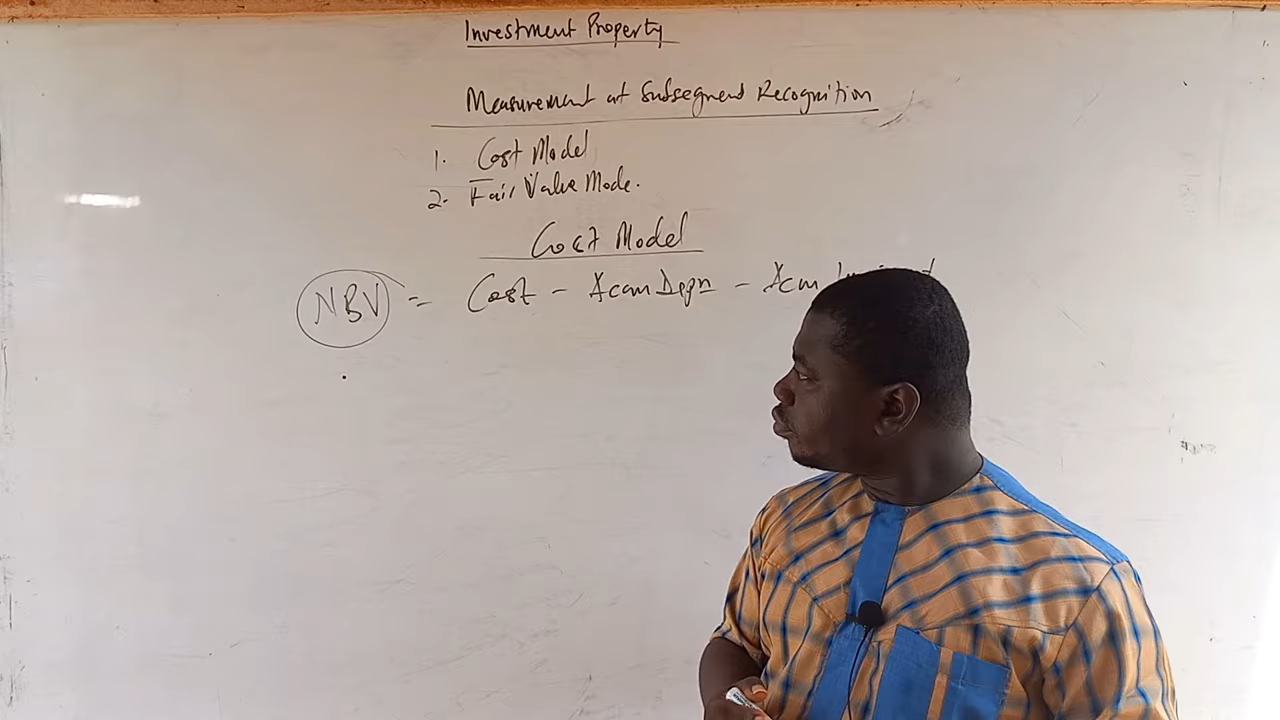 Investment Property
Measurement at Subsequent Recognition
1. Cost Model
2. Fair Value Mode.
Cost Model
NBV = Cost - Acum Depn - Acm